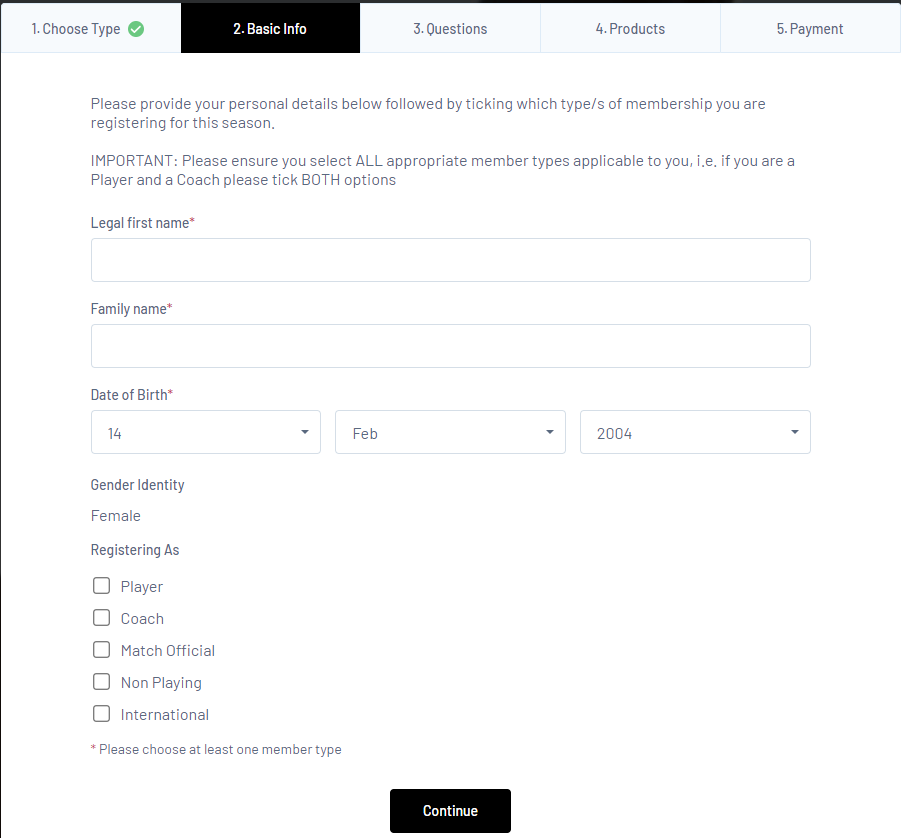 1. Choose Type
2. Basic Info
3. Questions
4. Products
5. Payment
Please provide your personal details below followed by ticking which type/s of membership you are
registering for this season.
IMPORTANT: Please ensure you select ALL appropriate member types applicable to you, i.e. if you are a
Player and a Coach please tick BOTH options
Legal first name*
Family name*
Date of Birth*
14
Feb
2004
Gender Identity
Female
Registering As
Player
Coach
Match Official
Non Playing
International
* Please choose at least one member type
Continue